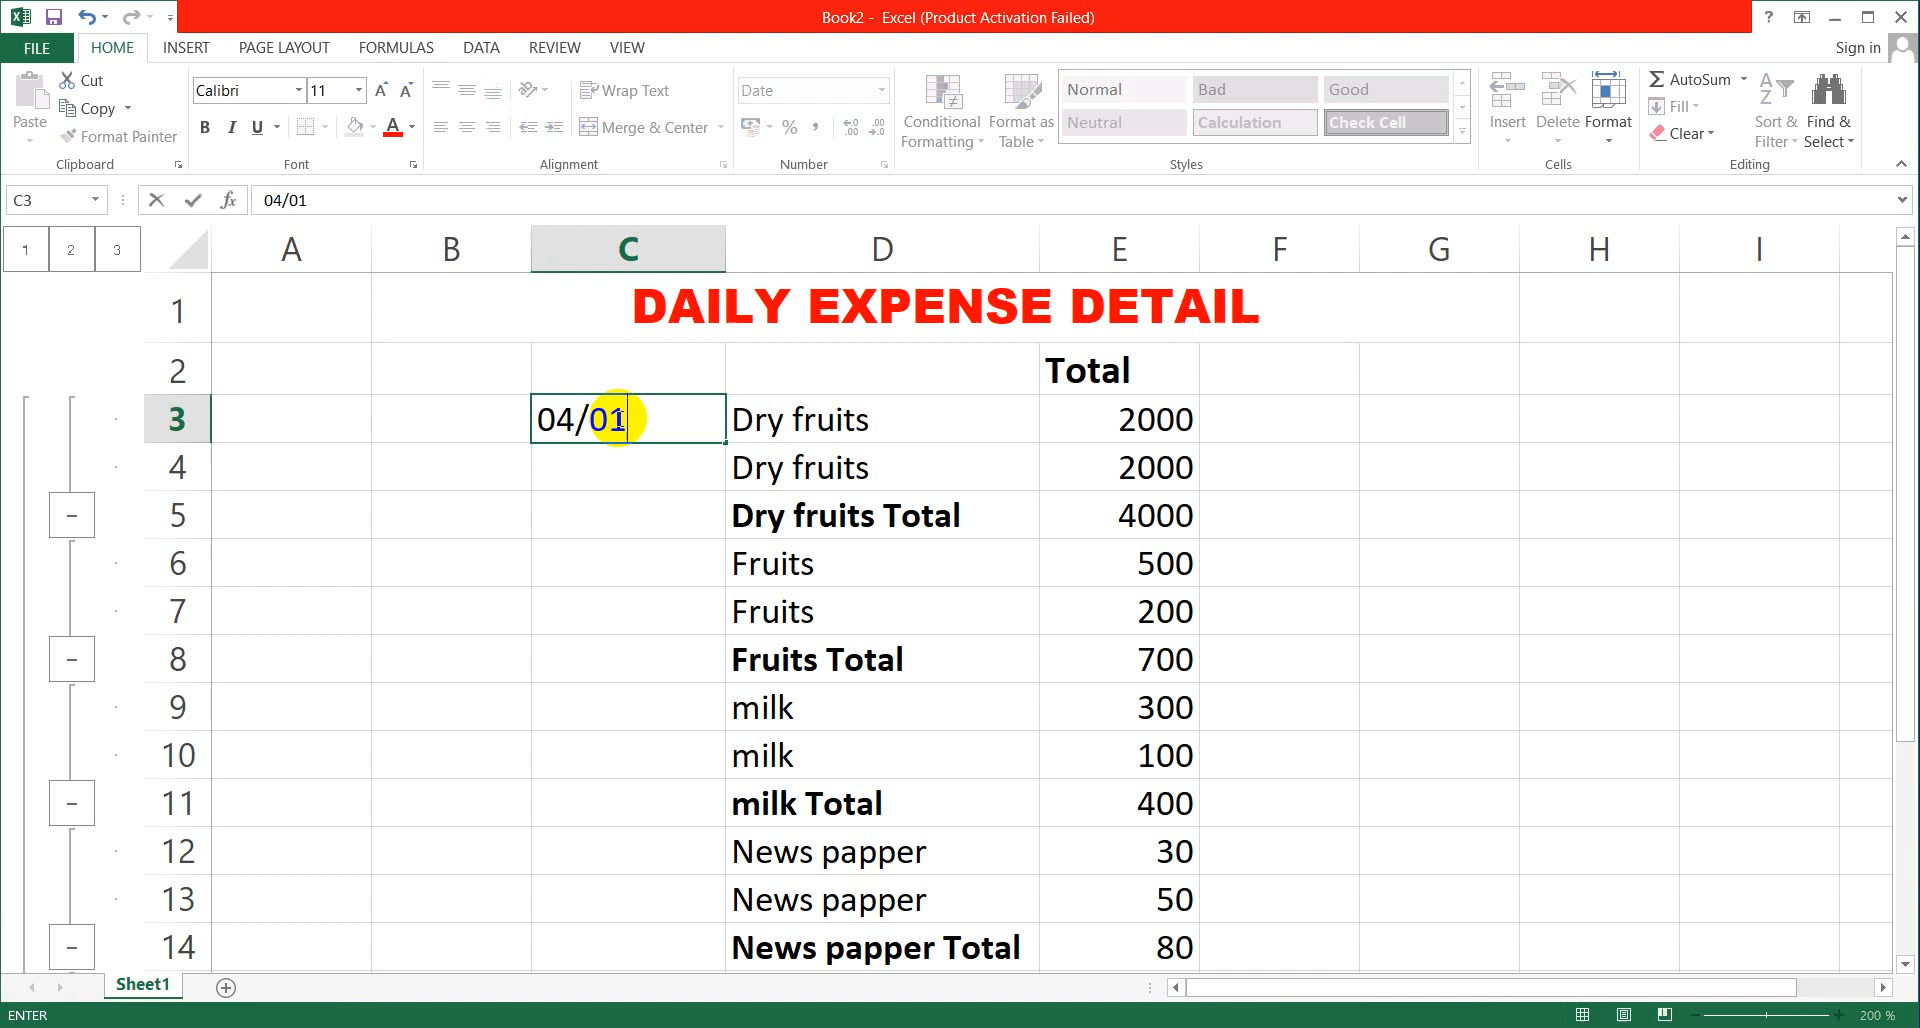 Book2 - Excel (Product Activation Failed)
?
FILE HOME INSERT PAGE LAYOUT FORMULAS DATA REVIEW VIEW Sign in
Paste
Cut
Copy
Format Painter
Clipboard
Calibri 11 A A
B I U A
Font
Wrap Text
Merge & Center
Alignment
Date
% ,
Number
Conditional Formatting
Format as Table
Normal Bad Good
Neutral Calculation Check Cell
Styles
Insert Delete Format
Cells
AutoSum
Fill
Clear
Sort & Filter
Find & Select
Editing
C3 fx 04/01
1 2 3
A B C D E F G H I
1 DAILY EXPENSE DETAIL
2 Total
3 04/01 Dry fruits 2000
4 Dry fruits 2000
5 Dry fruits Total 4000
6 Fruits 500
7 Fruits 200
8 Fruits Total 700
9 milk 300
10 milk 100
11 milk Total 400
12 News papper 30
13 News papper 50
14 News papper Total 80
Sheet1
ENTER 200 %